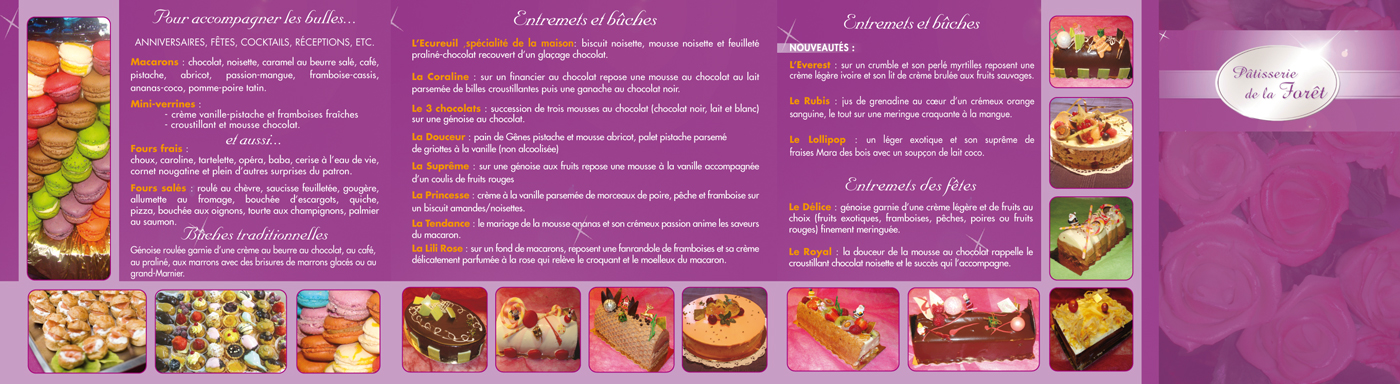 Pour accompagner les bulles...
ANNIVERSAIRES, FÊTES, COCKTAILS, RÉCEPTIONS, ETC.
Macarons : chocolat, noisette, caramel au beurre salé, café,
pistache, abricot, passion-mangue, framboise-cassis,
ananas-coco, pomme-poire tatin.
Mini-verrines :
- crème vanille-pistache et framboises fraîches
- croustillant et mousse chocolat.
et aussi...
Fours frais :
choux, caroline, tartelette, opéra, baba, cerise à l'eau de vie,
cornet nougatine et plein d'autres surprises du patron.
Fours salés : roulé au chèvre, saucisse feuilletée, gougère,
allumette au fromage, bouchée d'escargots, quiche,
pizza, bouchée aux oignons, tourte aux champignons, palmier
au saumon.
Bûches traditionnelles
Génoise roulée garnie d'une crème au beurre au chocolat, au café,
au praliné, aux marrons avec des brisures de marrons glacés ou au
grand-Marnier.
Entremets et bûches
L'Ecureuil ,spécialité de la maison: biscuit noisette, mousse noisette et feuilleté
praliné-chocolat recouvert d'un glaçage chocolat.
La Coraline : sur un financier au chocolat repose une mousse au chocolat au lait
parsemée de billes croustillantes puis une ganache au chocolat noir.
Le 3 chocolats : succession de trois mousses au chocolat (chocolat noir, lait et blanc)
sur une génoise au chocolat.
La Douceur : pain de Gênes pistache et mousse abricot, palet pistache parsemé
de griottes à la vanille (non alcoolisée)
La Suprême : sur une génoise aux fruits repose une mousse à la vanille accompagnée
d'un coulis de fruits rouges
La Princesse : crème à la vanille parsemée de morceaux de poire, pêche et framboise sur
un biscuit amandes/noisettes.
La Tendance : le mariage de la mousse ananas et son crémeux passion anime les saveurs
du macaron.
La Lili Rose : sur un fond de macarons, reposent une fanrandole de framboises et sa crème
délicatement parfumée à la rose qui relève le croquant et le moelleux du macaron.
Entremets et bûches
NOUVEAUTÉS :
L'Everest : sur un crumble et son perlé myrtilles reposent une
crème légère ivoire et son lit de crème brulée aux fruits sauvages.
Le Rubis : jus de grenadine au cœur d'un crémeux orange
sanguine, le tout sur une meringue craquante à la mangue.
Le Lollipop : un léger exotique et son suprême de
fraises Mara des bois avec un soupçon de lait coco.
Entremets des fêtes
Le Délice : génoise garnie d'une crème légère et de fruits au
choix (fruits exotiques, framboises, pêches, poires ou fruits
rouges) finement meringuée.
Le Royal : la douceur de la mousse au chocolat rappelle le
croustillant chocolat noisette et le succès qui l'accompagne.
Pâtisserie
de la Forêt